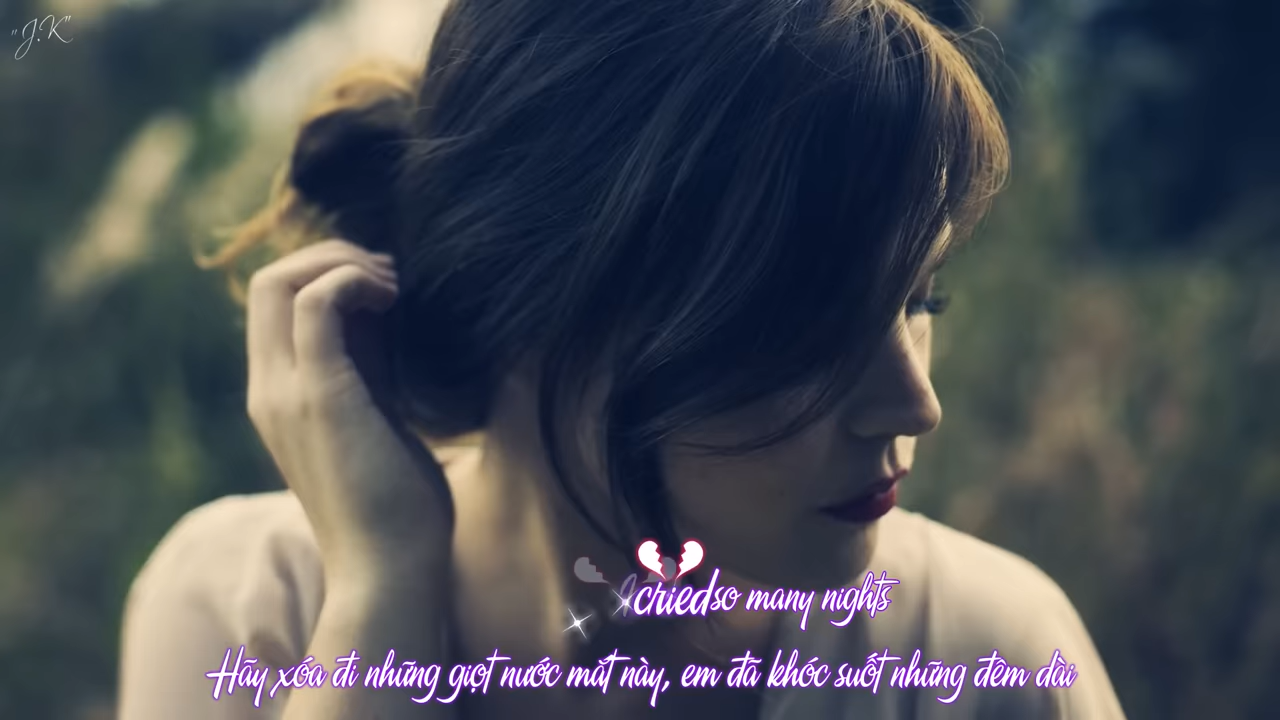 "J.K"
I cried so many nights
Hãy xóa đi những giọt nước mắt này, em đã khóc suốt những đêm dài